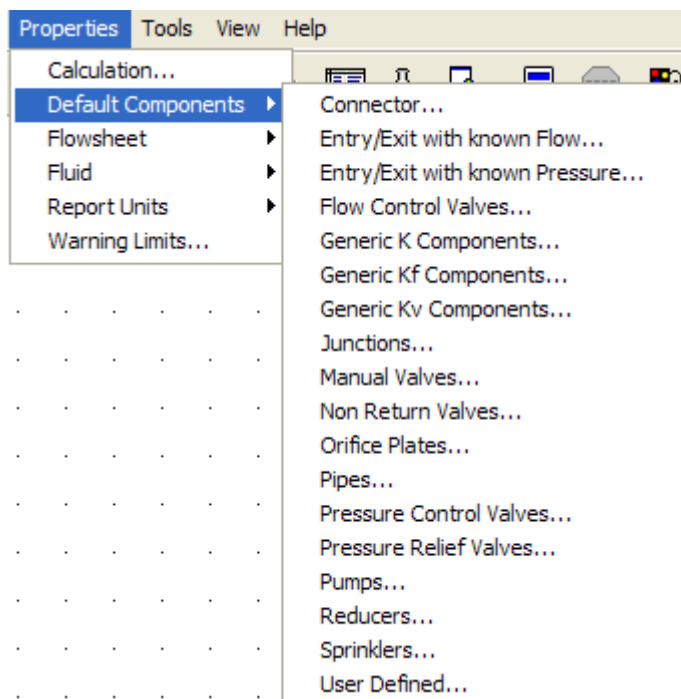 Properties Tools View Help
Calculation...
Default Components
Flowsheet
Fluid
Report Units
Warning Limits...
Connector...
Entry/Exit with known Flow...
Entry/Exit with known Pressure...
Flow Control Valves...
Generic K Components...
Generic Kf Components...
Generic Kv Components...
Junctions...
Manual Valves...
Non Return Valves...
Orifice Plates...
Pipes...
Pressure Control Valves...
Pressure Relief Valves...
Pumps...
Reducers...
Sprinklers...
User Defined...